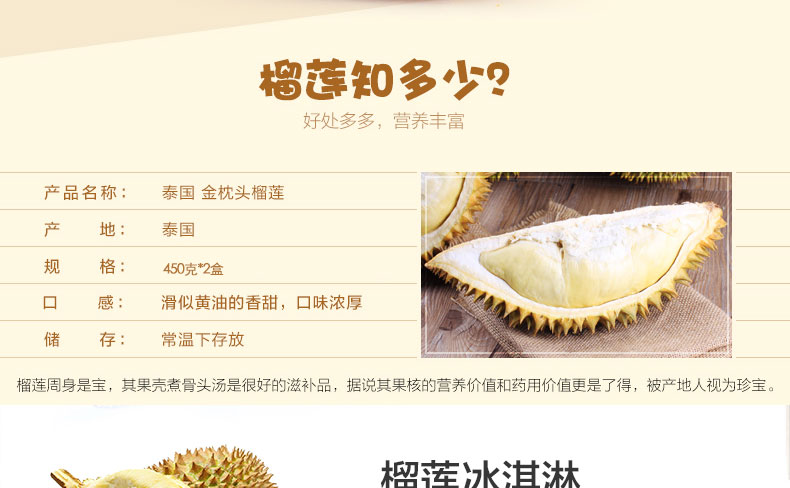 榴莲知多少?
好处多多，营养丰富
产品名称： 泰国 金枕头榴莲
产 地： 泰国
规 格： 450克*2盒
口 感： 滑似黄油的香甜，口味浓厚
储 存： 常温下存放
榴莲周身是宝，其果壳煮骨头汤是很好的滋补品，据说其果核的营养价值和药用价值更是了得，被产地人视为珍宝。
榴莲冰淇淋